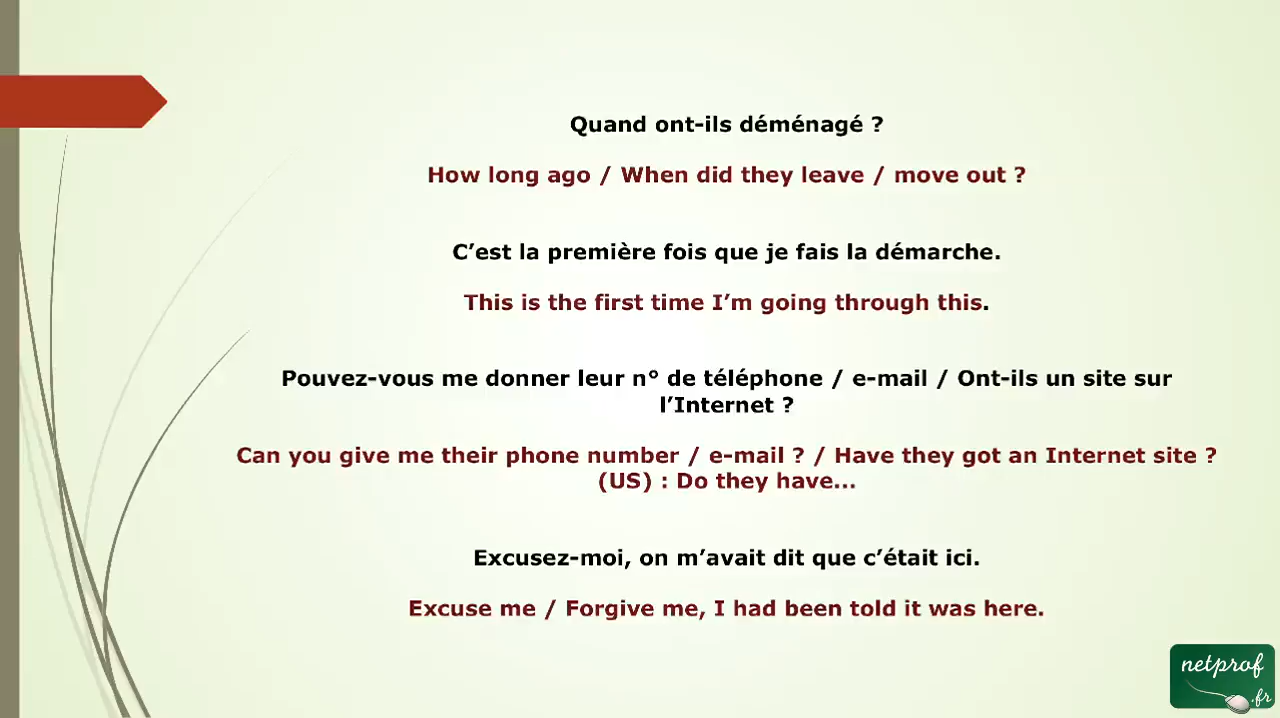 Quand ont-ils déménagé ?
How long ago / When did they leave / move out ?
C’est la première fois que je fais la démarche.
This is the first time I’m going through this.
Pouvez-vous me donner leur n° de téléphone / e-mail / Ont-ils un site sur
l’Internet ?
Can you give me their phone number / e-mail ? / Have they got an Internet site ?
(US) : Do they have...
Excusez-moi, on m’avait dit que c’était ici.
Excuse me / Forgive me, I had been told it was here.
netprof
.fr